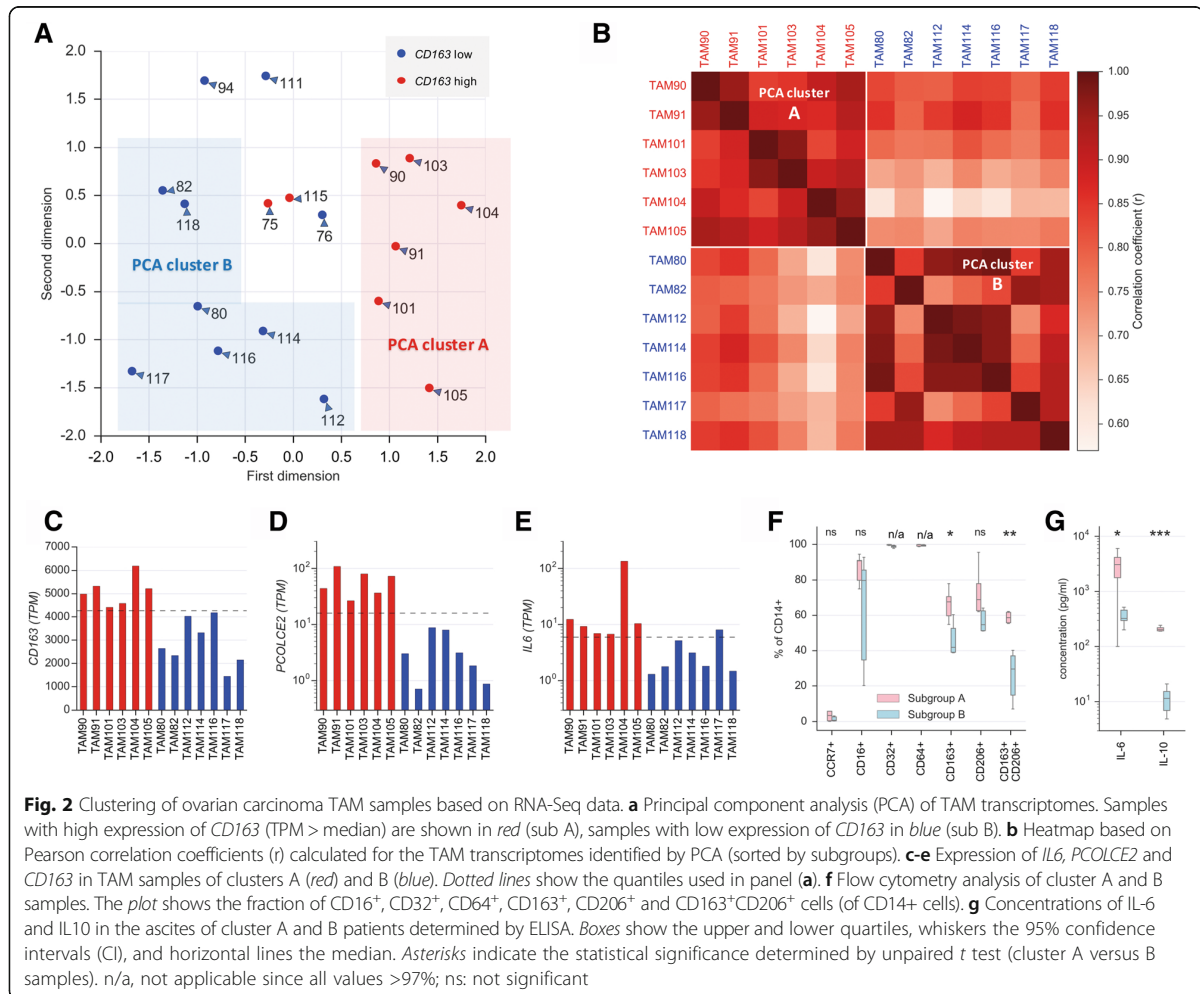 A
CD163 low
CD163 high
2.0
1.5
1.0
0.5
0.0
-0.5
-1.0
-1.5
-2.0
Second dimension
94
111
82
118
75
115
76
90
103
104
91
101
105
80
114
116
117
112
PCA cluster B
PCA cluster A
-2.0 -1.5 -1.0 -0.5 0.0 0.5 1.0 1.5 2.0
First dimension
B
TAM90 TAM91 TAM101 TAM103 TAM104 TAM105 TAM80 TAM82 TAM112 TAM114 TAM116 TAM117 TAM118
TAM90
TAM91
TAM101
TAM103
TAM104
TAM105
TAM80
TAM82
TAM112
TAM114
TAM116
TAM117
TAM118
PCA cluster
A
PCA cluster
B
1.00
0.95
0.90
0.85
0.80
0.75
0.70
0.65
0.60
Correlation coefficient (r)
C
7000
6000
5000
4000
3000
2000
1000
0
CD163 (TPM)
TAM90 TAM91 TAM101 TAM103 TAM104 TAM105 TAM80 TAM82 TAM112 TAM114 TAM116 TAM117 TAM118
D
10²
10¹
10⁰
PCOLCE2 (TPM)
TAM90 TAM91 TAM101 TAM103 TAM104 TAM105 TAM80 TAM82 TAM112 TAM114 TAM116 TAM117 TAM118
E
10²
10¹
10⁰
IL6 (TPM)
TAM90 TAM91 TAM101 TAM103 TAM104 TAM105 TAM80 TAM82 TAM112 TAM114 TAM116 TAM117 TAM118
F
ns ns n/a n/a * ns **
100
80
60
40
20
0
% of CD14+
Subgroup A
Subgroup B
CCR7+ CD16+ CD32+ CD64+ CD163+ CD206+ CD163+ CD206+
G
* ***
10⁴
10³
10²
10¹
concentration (pg/ml)
IL-6 IL-10
Fig. 2 Clustering of ovarian carcinoma TAM samples based on RNA-Seq data. a Principal component analysis (PCA) of TAM transcriptomes. Samples
with high expression of CD163 (TPM > median) are shown in red (sub A), samples with low expression of CD163 in blue (sub B). b Heatmap based on
Pearson correlation coefficients (r) calculated for the TAM transcriptomes identified by PCA (sorted by subgroups). c-e Expression of IL6, PCOLCE2 and
CD163 in TAM samples of clusters A (red) and B (blue). Dotted lines show the quantiles used in panel (a). f Flow cytometry analysis of cluster A and B
samples. The plot shows the fraction of CD16⁺, CD32⁺, CD64⁺, CD163⁺, CD206⁺ and CD163⁺CD206⁺ cells (of CD14+ cells). g Concentrations of IL-6
and IL10 in the ascites of cluster A and B patients determined by ELISA. Boxes show the upper and lower quartiles, whiskers the 95% confidence
intervals (CI), and horizontal lines the median. Asterisks indicate the statistical significance determined by unpaired t test (cluster A versus B
samples). n/a, not applicable since all values >97%; ns: not significant